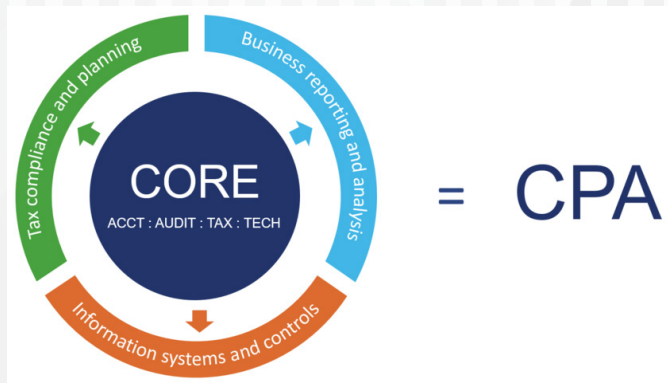 Tax compliance and planning
Business reporting and analysis
CORE
ACCT : AUDIT : TAX : TECH
Information systems and controls
= CPA